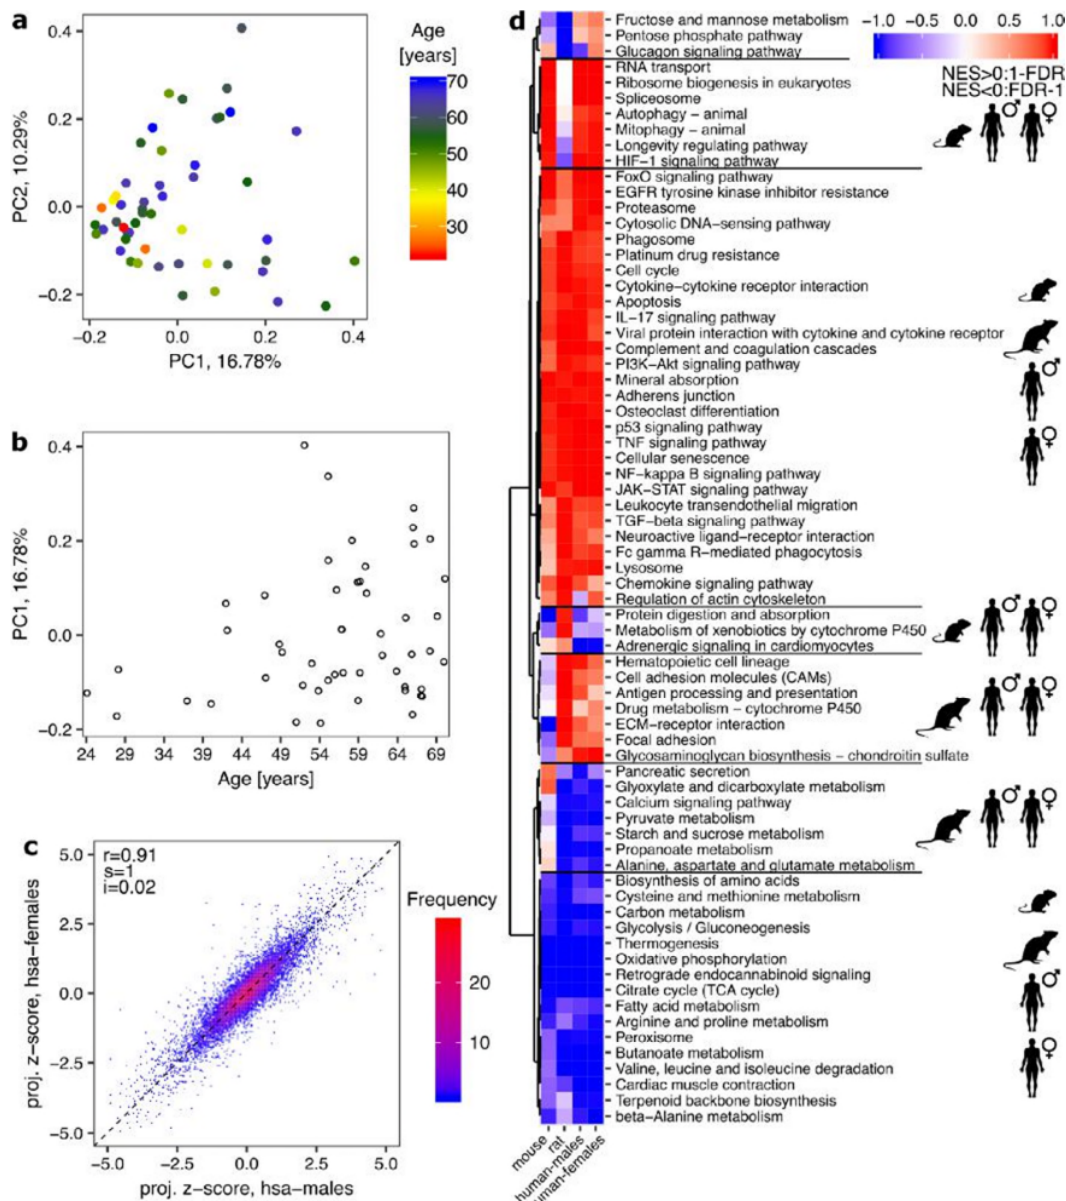 a
Age
[years]
70
60
50
40
30
PC2, 10.29%
0.4
0.2
0.0
−0.2
−0.2
0.0
0.2
0.4
PC1, 16.78%
b
PC1, 16.78%
0.4
0.2
0.0
−0.2
24
29
34
39
44
49
54
59
64
69
Age [years]
c
r=0.91
s=1
i=0.02
proj. z−score, hsa−females
5.0
2.5
0.0
−2.5
−5.0
−5.0
−2.5
0.0
2.5
5.0
proj. z−score, hsa−males
Frequency
20
10
d
−1.0
0.0
1.0
−0.5
0.5
NES>0:1-FDR
NES<0:FDR-1
Fructose and mannose metabolism
Pentose phosphate pathway
Glucagon signaling pathway
RNA transport
Ribosome biogenesis in eukaryotes
Spliceosome
Autophagy − animal
Mitophagy − animal
Longevity regulating pathway
HIF−1 signaling pathway
FoxO signaling pathway
EGFR tyrosine kinase inhibitor resistance
Proteasome
Cytosolic DNA−sensing pathway
Phagosome
Platinum drug resistance
Cell cycle
Cytokine−cytokine receptor interaction
Apoptosis
IL−17 signaling pathway
Viral protein interaction with cytokine and cytokine receptor
Complement and coagulation cascades
PI3K−Akt signaling pathway
Mineral absorption
Adherens junction
Osteoclast differentiation
p53 signaling pathway
TNF signaling pathway
Cellular senescence
NF−kappa B signaling pathway
JAK−STAT signaling pathway
Leukocyte transendothelial migration
TGF−beta signaling pathway
Neuroactive ligand−receptor interaction
Fc gamma R−mediated phagocytosis
Lysosome
Chemokine signaling pathway
Regulation of actin cytoskeleton
Protein digestion and absorption
Metabolism of xenobiotics by cytochrome P450
Adrenergic signaling in cardiomyocytes
Hematopoietic cell lineage
Cell adhesion molecules (CAMs)
Antigen processing and presentation
Drug metabolism − cytochrome P450
ECM−receptor interaction
Focal adhesion
Glycosaminoglycan biosynthesis − chondroitin sulfate
Pancreatic secretion
Glyoxylate and dicarboxylate metabolism
Calcium signaling pathway
Pyruvate metabolism
Starch and sucrose metabolism
Propanoate metabolism
Alanine, aspartate and glutamate metabolism
Biosynthesis of amino acids
Cysteine and methionine metabolism
Carbon metabolism
Glycolysis / Gluconeogenesis
Thermogenesis
Oxidative phosphorylation
Retrograde endocannabinoid signaling
Citrate cycle (TCA cycle)
Fatty acid metabolism
Arginine and proline metabolism
Peroxisome
Butanoate metabolism
Valine, leucine and isoleucine degradation
Cardiac muscle contraction
Terpenoid backbone biosynthesis
beta−Alanine metabolism
mouse
rat
human-males
uman-females